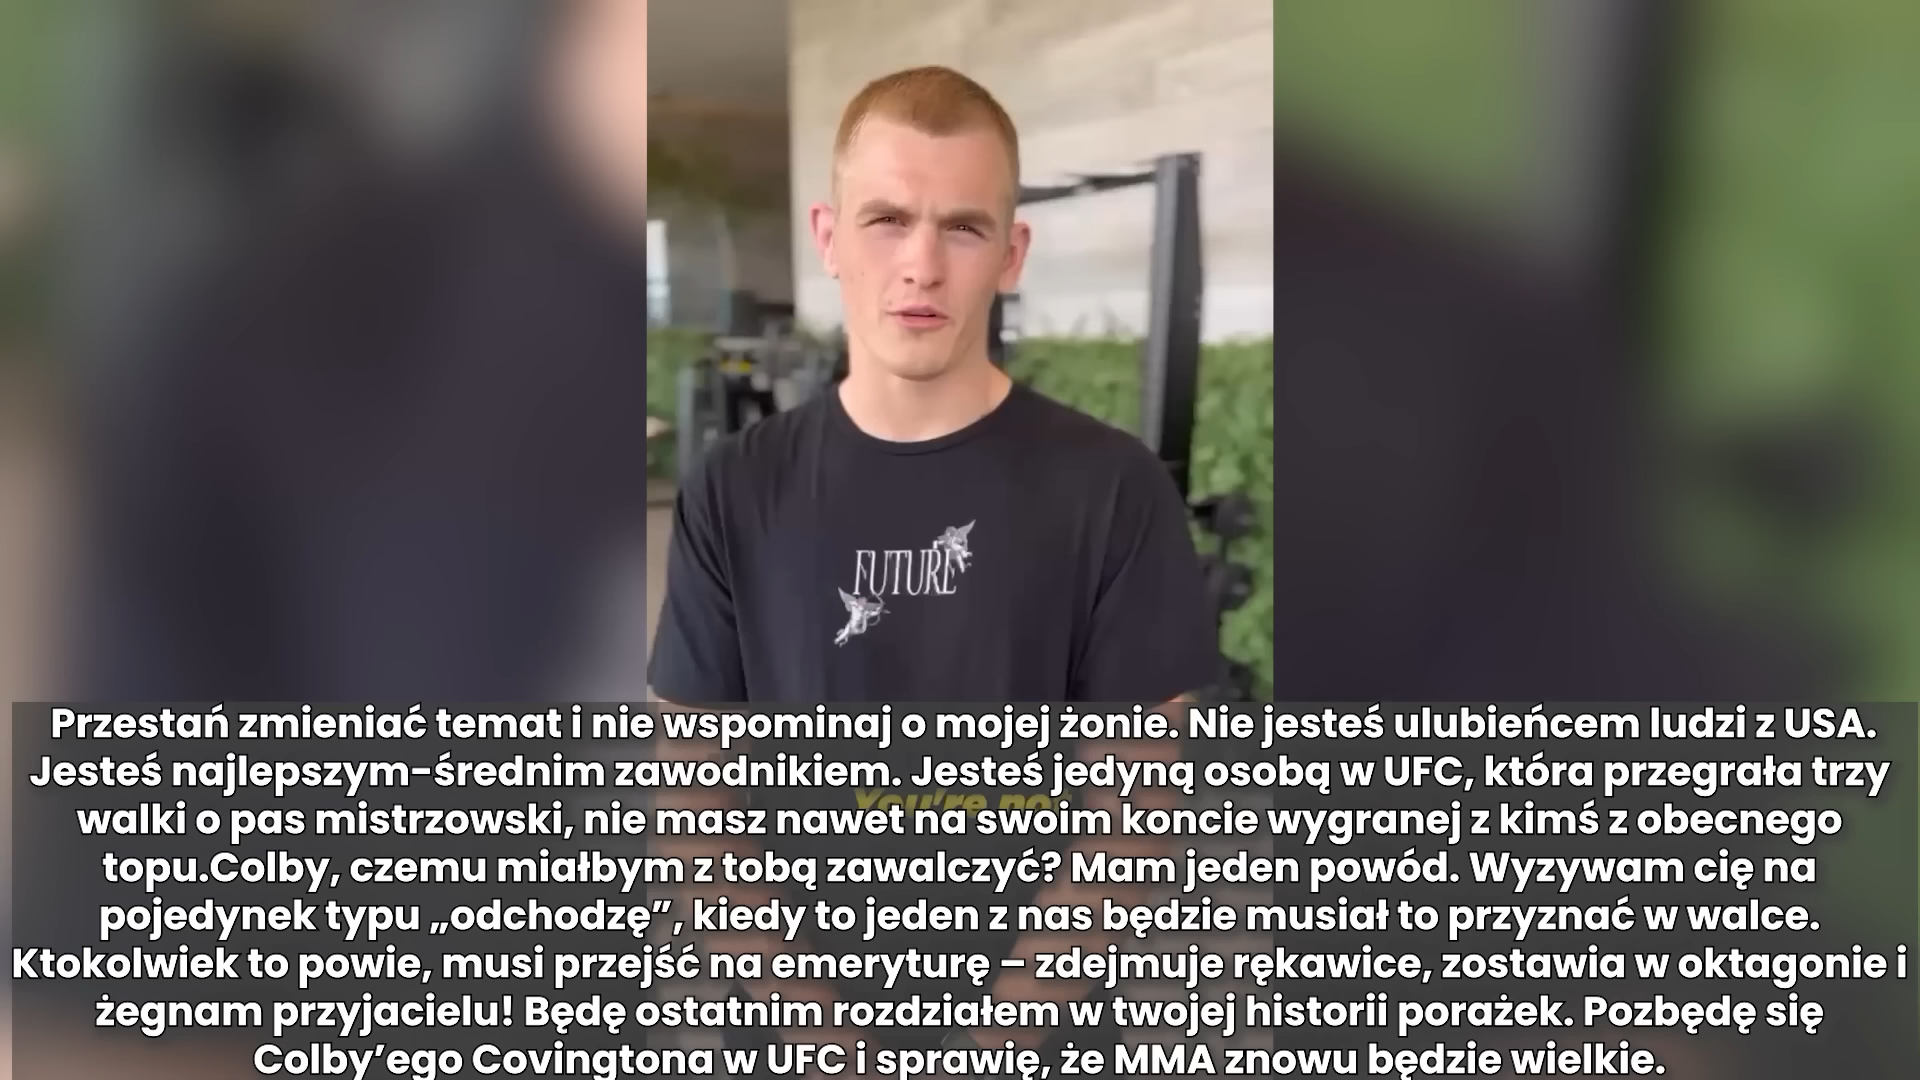 FUTURE
Przestań zmieniać temat i nie wspominaj o mojej żonie. Nie jesteś ulubieńcem ludzi z USA.
Jesteś najlepszym-średnim zawodnikiem. Jesteś jedyną osobą w UFC, która przegrała trzy
You're not
walki o pas mistrzowski, nie masz nawet na swoim koncie wygranej z kimś z obecnego
topu.Colby, czemu miałbym z tobą zawalczyć? Mam jeden powód. Wyzywam cię na
pojedynek typu „odchodzę”, kiedy to jeden z nas będzie musiał to przyznać w walce.
Ktokolwiek to powie, musi przejść na emeryturę – zdejmuje rękawice, zostawia w oktagonie i
żegnam przyjacielu! Będę ostatnim rozdziałem w twojej historii porażek. Pozbędę się
Colby’ego Covingtona w UFC i sprawię, że MMA znowu będzie wielkie.